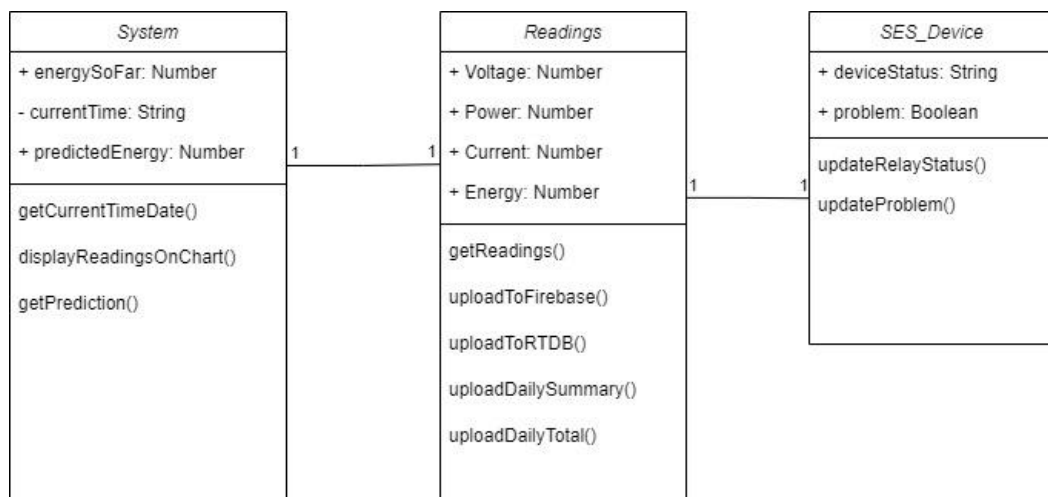 System
+ energySoFar: Number
- currentTime: String
+ predictedEnergy: Number
getCurrentTimeDate()
displayReadingsOnChart()
getPrediction()
1
1
Readings
+ Voltage: Number
+ Power: Number
+ Current: Number
+ Energy: Number
getReadings()
uploadToFirebase()
uploadToRTDB()
uploadDailySummary()
uploadDailyTotal()
1
1
SES_Device
+ deviceStatus: String
+ problem: Boolean
updateRelayStatus()
updateProblem()